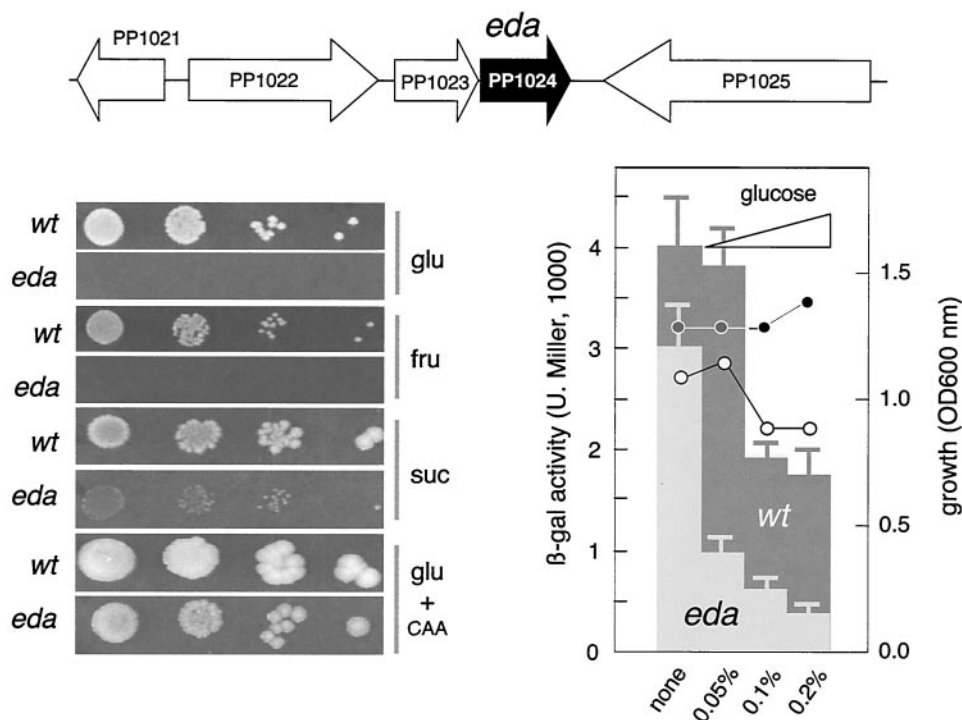 eda
PP1021
PP1022
PP1023
PP1024
PP1025
wt
eda
glu
wt
eda
fru
wt
eda
suc
wt
eda
glu
+
CAA
glucose
ß-gal activity (U. Miller, 1000)
4
3
2
1
0
wt
eda
1.5
1.0
0.5
0.0
growth (OD600 nm)
none
0.05%
0.1%
0.2%